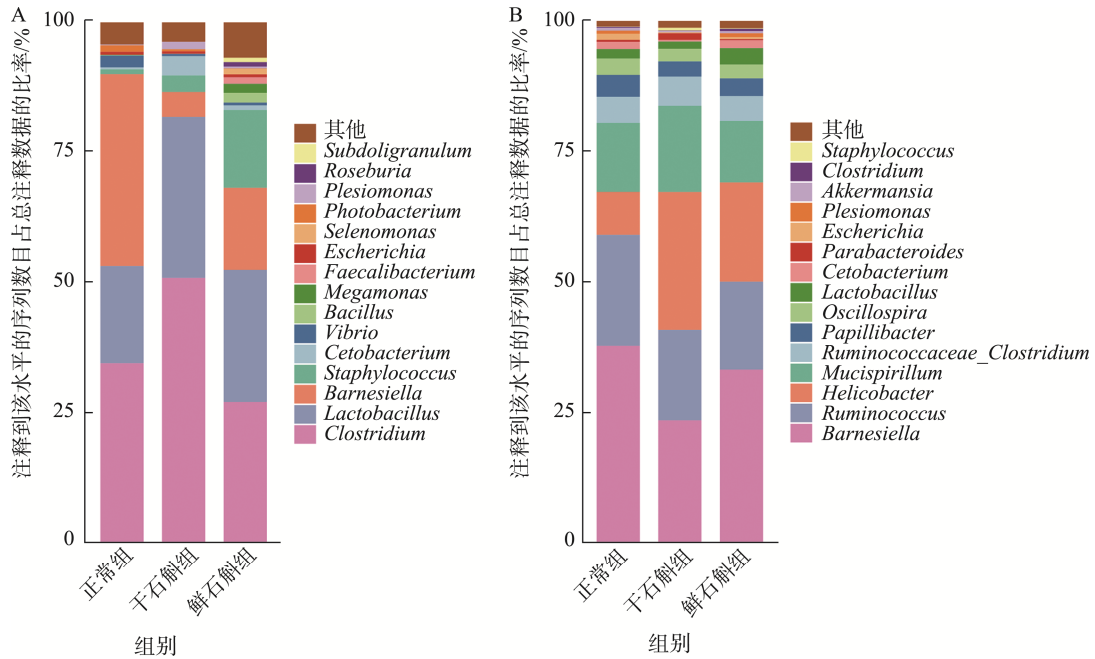 A
注释到该水平的序列数目占总注释数据的比率/%
100
75
50
25
0
正常组
干石斛组
鲜石斛组
组别
其他
Subdoligranulum
Roseburia
Plesiomonas
Photobacterium
Selenomonas
Escherichia
Faecalibacterium
Megamonas
Bacillus
Vibrio
Cetobacterium
Staphylococcus
Barnesiella
Lactobacillus
Clostridium
B
注释到该水平的序列数目占总注释数据的比率/%
100
75
50
25
0
正常组
干石斛组
鲜石斛组
组别
其他
Staphylococcus
Clostridium
Akkermansia
Plesiomonas
Escherichia
Parabacteroides
Cetobacterium
Lactobacillus
Oscillospira
Papillibacter
Ruminococcaceae_Clostridium
Mucispirillum
Helicobacter
Ruminococcus
Barnesiella